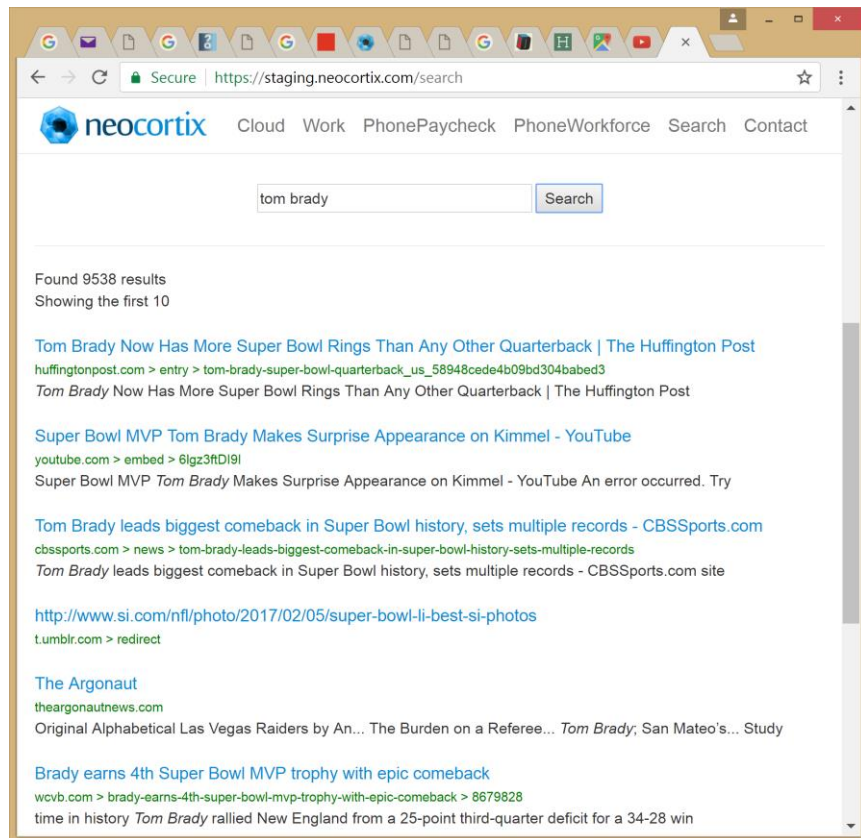 Secure https://staging.neocortix.com/search
neocortix Cloud Work PhonePaycheck PhoneWorkforce Search Contact
tom brady Search
Found 9538 results
Showing the first 10
Tom Brady Now Has More Super Bowl Rings Than Any Other Quarterback | The Huffington Post
huffingtonpost.com > entry > tom-brady-super-bowl-quarterback_us_58948cede4b09bd304babed3
Tom Brady Now Has More Super Bowl Rings Than Any Other Quarterback | The Huffington Post
Super Bowl MVP Tom Brady Makes Surprise Appearance on Kimmel - YouTube
youtube.com > embed > 6lgz3ftDI9I
Super Bowl MVP Tom Brady Makes Surprise Appearance on Kimmel - YouTube An error occurred. Try
Tom Brady leads biggest comeback in Super Bowl history, sets multiple records - CBSSports.com
cbssports.com > news > tom-brady-leads-biggest-comeback-in-super-bowl-history-sets-multiple-records
Tom Brady leads biggest comeback in Super Bowl history, sets multiple records - CBSSports.com site
http://www.si.com/nfl/photo/2017/02/05/super-bowl-li-best-si-photos
t.umblr.com > redirect
The Argonaut
theargonautnews.com
Original Alphabetical Las Vegas Raiders by An... The Burden on a Referee... Tom Brady; San Mateo’s... Study
Brady earns 4th Super Bowl MVP trophy with epic comeback
wcvb.com > brady-earns-4th-super-bowl-mvp-trophy-with-epic-comeback > 8679828
time in history Tom Brady rallied New England from a 25-point third-quarter deficit for a 34-28 win